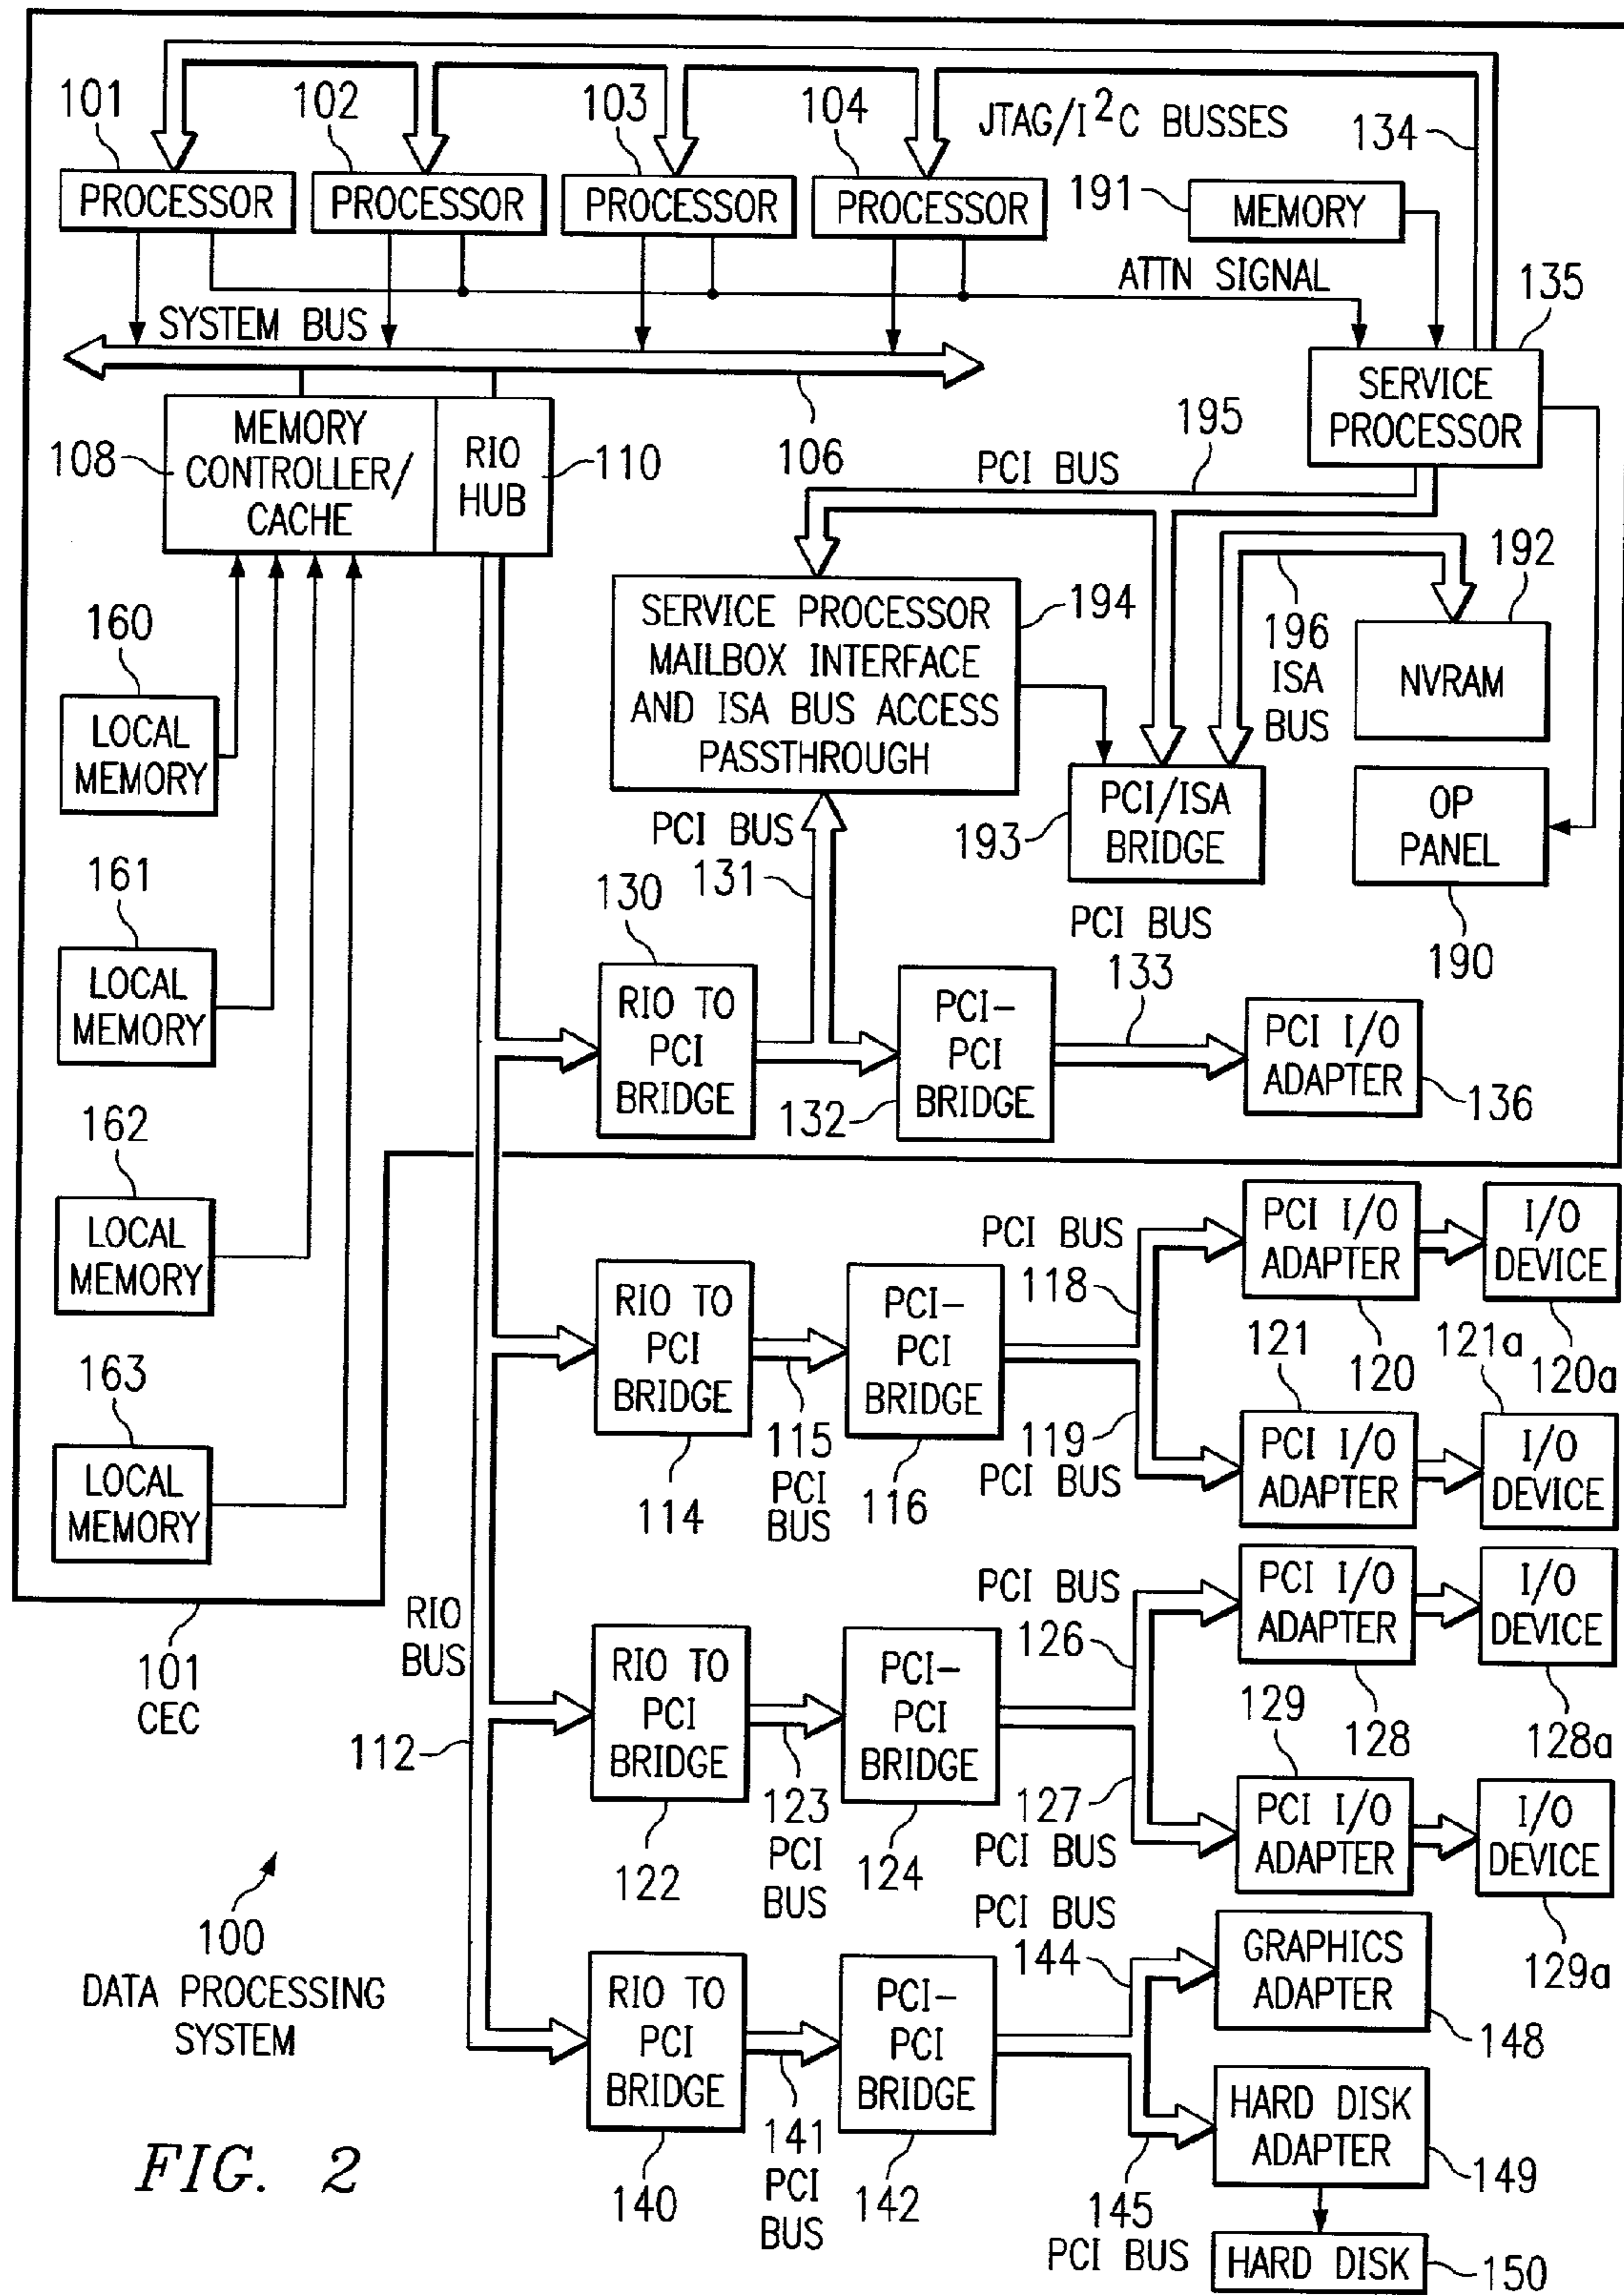 101
102
103
104
JTAG/I²C BUSSES
134
PROCESSOR
PROCESSOR
PROCESSOR
PROCESSOR
191
MEMORY
ATTN SIGNAL
135
SYSTEM BUS
SERVICE
PROCESSOR
MEMORY
CONTROLLER/
CACHE
108
RIO
HUB
110
106
195
PCI BUS
192
SERVICE PROCESSOR
MAILBOX INTERFACE
AND ISA BUS ACCESS
PASSTHROUGH
194
196
ISA
BUS
NVRAM
160
LOCAL
MEMORY
PCI BUS
131
193
PCI/ISA
BRIDGE
OP
PANEL
190
161
LOCAL
MEMORY
130
RIO TO
PCI
BRIDGE
PCI-
PCI
BRIDGE
132
PCI BUS
133
PCI I/O
ADAPTER
136
162
LOCAL
MEMORY
RIO TO
PCI
BRIDGE
114
115
PCI
BUS
PCI-
PCI
BRIDGE
116
PCI BUS
118
119
PCI BUS
PCI I/O
ADAPTER
120
I/O
DEVICE
120a
121
PCI I/O
ADAPTER
121a
I/O
DEVICE
163
LOCAL
MEMORY
101
CEC
RIO
BUS
112
RIO TO
PCI
BRIDGE
122
123
PCI
BUS
PCI-
PCI
BRIDGE
124
PCI BUS
126
127
PCI BUS
PCI I/O
ADAPTER
128
I/O
DEVICE
128a
129
PCI I/O
ADAPTER
I/O
DEVICE
129a
100
DATA PROCESSING
SYSTEM
RIO TO
PCI
BRIDGE
140
141
PCI
BUS
PCI-
PCI
BRIDGE
142
PCI BUS
144
145
PCI BUS
GRAPHICS
ADAPTER
148
HARD DISK
ADAPTER
149
HARD DISK
150
FIG. 2